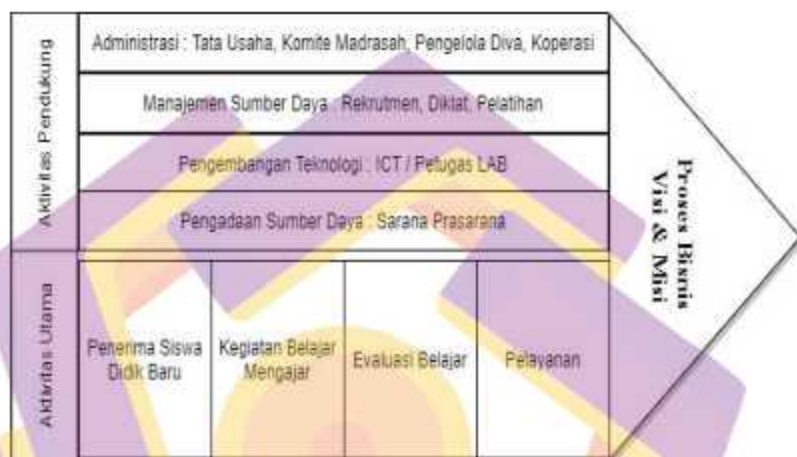 Aktivitas Pendukung
Administrasi : Tata Usaha, Komite Madrasah, Pengelola Diva, Koperasi
Manajemen Sumber Daya : Rekrutmen, Diklat, Pelatihan
Pengembangan Teknologi : ICT / Petugas LAB
Pengadaan Sumber Daya : Sarana Prasarana
Aktivitas Utama
Penerima Siswa
Didik Baru
Kegiatan Belajar
Mengajar
Evaluasi Belajar
Pelayanan
Proses Bisnis
Visi & Misi